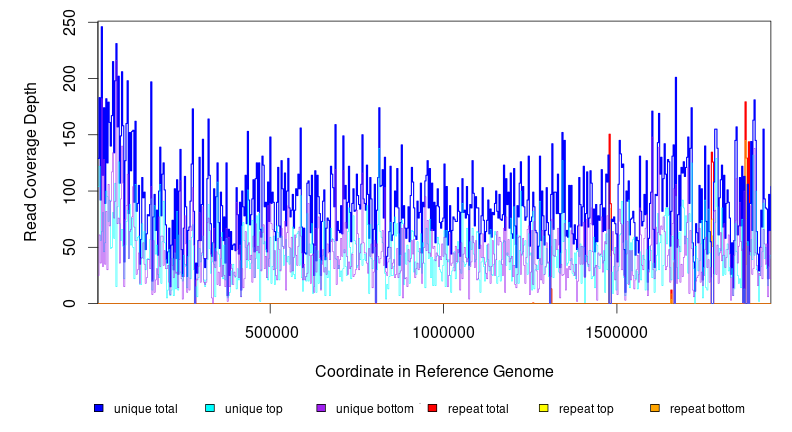 250
200
150
100
50
0
Read Coverage Depth
500000 1000000 1500000
Coordinate in Reference Genome
unique total unique top unique bottom repeat total repeat top repeat bottom